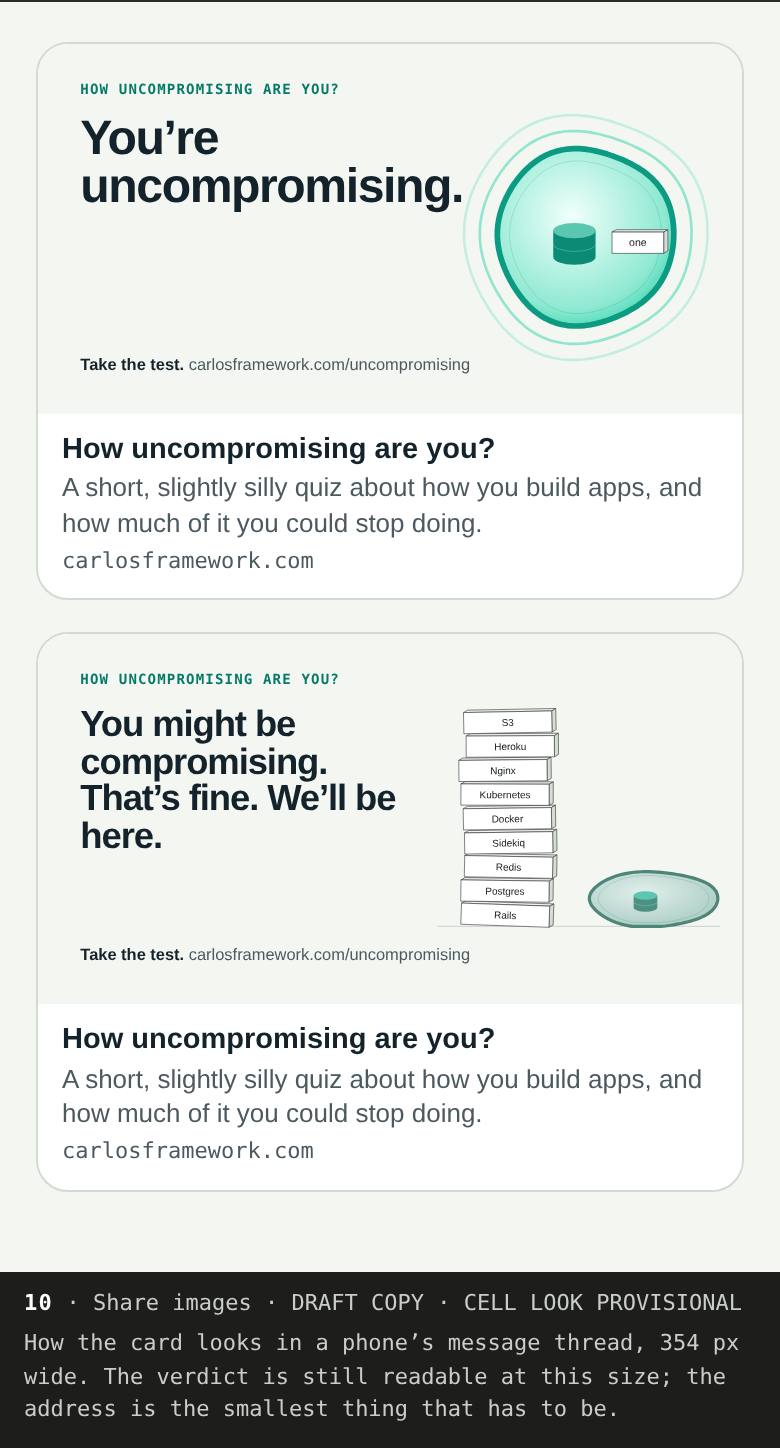 HOW UNCOMPROMISING ARE YOU?
You’re
uncompromising.
one
Take the test. carlosframework.com/uncompromising
How uncompromising are you?
A short, slightly silly quiz about how you build apps, and
how much of it you could stop doing.
carlosframework.com
HOW UNCOMPROMISING ARE YOU?
You might be
compromising.
That’s fine. We’ll be
here.
S3
Heroku
Nginx
Kubernetes
Docker
Sidekiq
Redis
Postgres
Rails
Take the test. carlosframework.com/uncompromising
How uncompromising are you?
A short, slightly silly quiz about how you build apps, and
how much of it you could stop doing.
carlosframework.com
10 · Share images · DRAFT COPY · CELL LOOK PROVISIONAL
How the card looks in a phone’s message thread, 354 px
wide. The verdict is still readable at this size; the
address is the smallest thing that has to be.